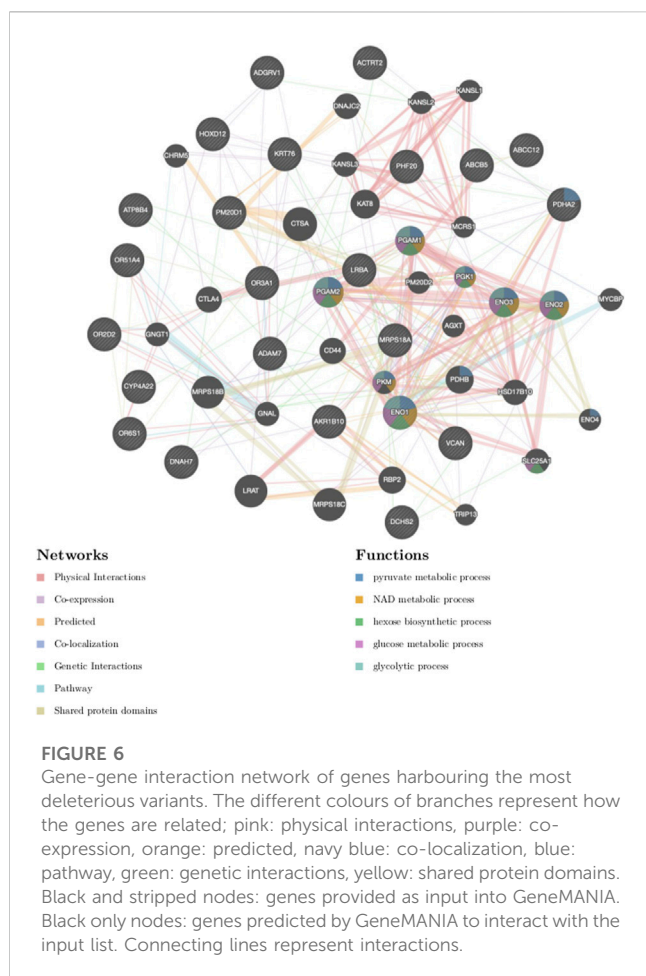 ACTRT2
ADGRV1
KANSL1
DNAJC2
KANSL2
HOXD12
ABCC12
CHRM5
KRT76
KANSL3
PHF20
ABCB5
ATP8B4
PM20D1
CTSA
KAT8
PDHA2
MCRS1
PGAM1
OR51A4
OR3A1
LRBA
PM20D2
PGK1
CTLA4
PGAM2
ENO3
ENO2
MYCBP
OR2D2
GNGT1
AGXT
MRPS18A
CD44
ADAM7
CYP4A22
MRPS18B
PKM
PDHB
HSD17B10
GNAL
AKR1B10
ENO1
ENO4
OR6S1
VCAN
DNAH7
SLC25A1
LRAT
RBP2
MRPS18C
TRIP13
DCHS2
Networks
Physical Interactions
Co-expression
Predicted
Co-localization
Genetic Interactions
Pathway
Shared protein domains
Functions
pyruvate metabolic process
NAD metabolic process
hexose biosynthetic process
glucose metabolic process
glycolytic process
FIGURE 6
Gene-gene interaction network of genes harbouring the most
deleterious variants. The different colours of branches represent how
the genes are related; pink: physical interactions, purple: co-
expression, orange: predicted, navy blue: co-localization, blue:
pathway, green: genetic interactions, yellow: shared protein domains.
Black and stripped nodes: genes provided as input into GeneMANIA.
Black only nodes: genes predicted by GeneMANIA to interact with the
input list. Connecting lines represent interactions.